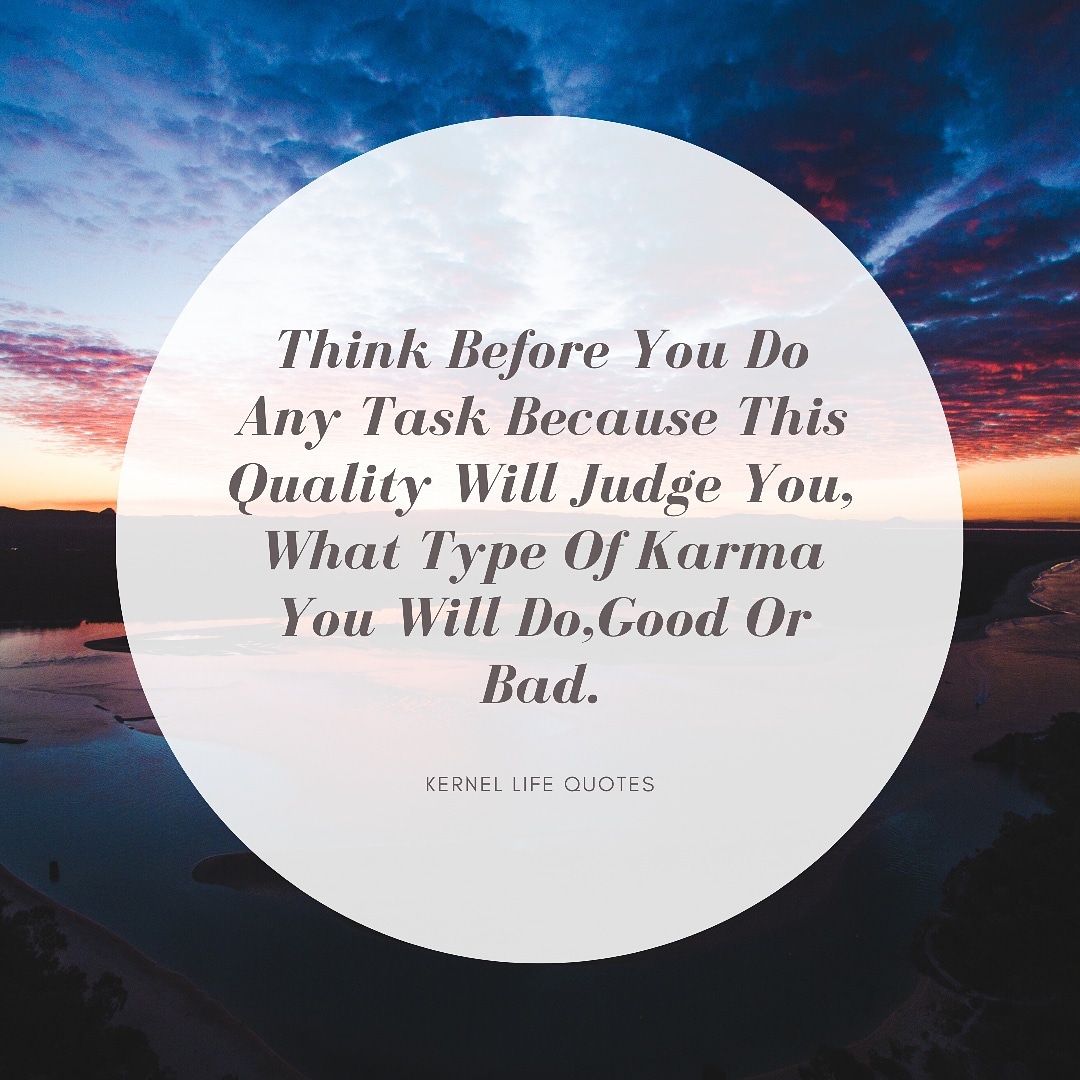 Think Before You Do
Any Task Because This
Quality Will Judge You,
What Type Of Karma
You Will Do,Good Or
Bad.
KERNEL LIFE QUOTES